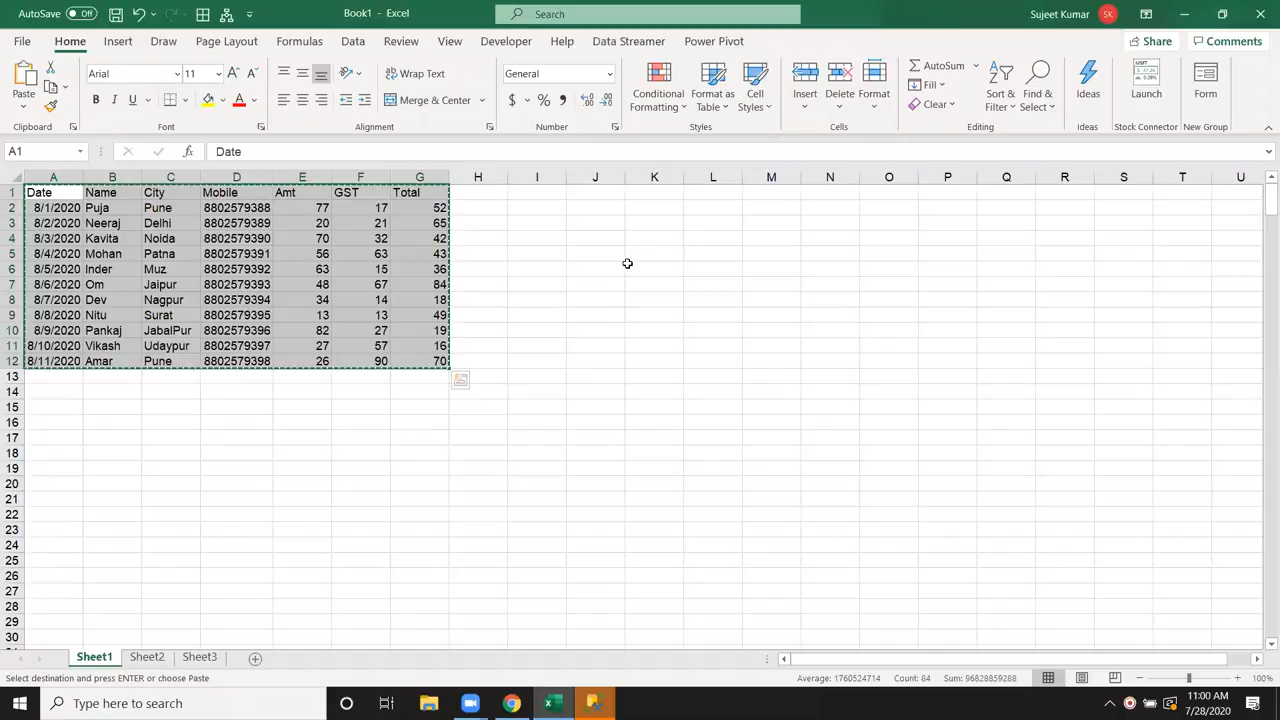 AutoSave Off Book1 - Excel Search Sujeet Kumar SK
File Home Insert Draw Page Layout Formulas Data Review View Developer Help Data Streamer Power Pivot Share Comments
Paste Arial 11 A A Wrap Text General Conditional Formatting Format as Table Cell Styles Insert Delete Format AutoSum Fill Clear Sort & Filter Find & Select Ideas Launch Form
B I U A Merge & Center $ % ,
Clipboard Font Alignment Number Styles Cells Editing Ideas Stock Connector New Group
A1 fx Date
A B C D E F G H I J K L M N O P Q R S T U
1 Date Name City Mobile Amt GST Total
2 8/1/2020 Puja Pune 8802579388 77 17 52
3 8/2/2020 Neeraj Delhi 8802579389 20 21 65
4 8/3/2020 Kavita Noida 8802579390 70 32 42
5 8/4/2020 Mohan Patna 8802579391 56 63 43
6 8/5/2020 Inder Muz 8802579392 63 15 36
7 8/6/2020 Om Jaipur 8802579393 48 67 84
8 8/7/2020 Dev Nagpur 8802579394 34 14 18
9 8/8/2020 Nitu Surat 8802579395 13 13 49
10 8/9/2020 Pankaj JabalPur 8802579396 82 27 19
11 8/10/2020 Vikash Udaypur 8802579397 27 57 16
12 8/11/2020 Amar Pune 8802579398 26 90 70
13
14
15
16
17
18
19
20
21
22
23
24
25
26
27
28
29
30
Sheet1 Sheet2 Sheet3
Select destination and press ENTER or choose Paste Average: 1760524714 Count: 84 Sum: 96828859288 100%
Type here to search 11:00 AM
7/28/2020